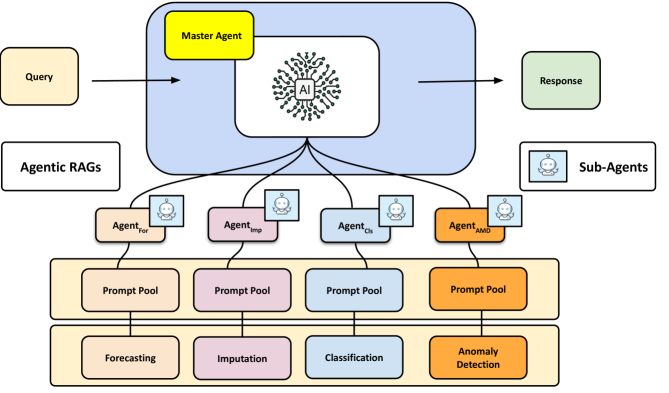 Master Agent
AI
Query
Response
Agentic RAGs
Sub-Agents
Agent For
Agent Imp
Agent Cls
Agent AMD
Prompt Pool
Prompt Pool
Prompt Pool
Prompt Pool
Forecasting
Imputation
Classification
Anomaly
Detection